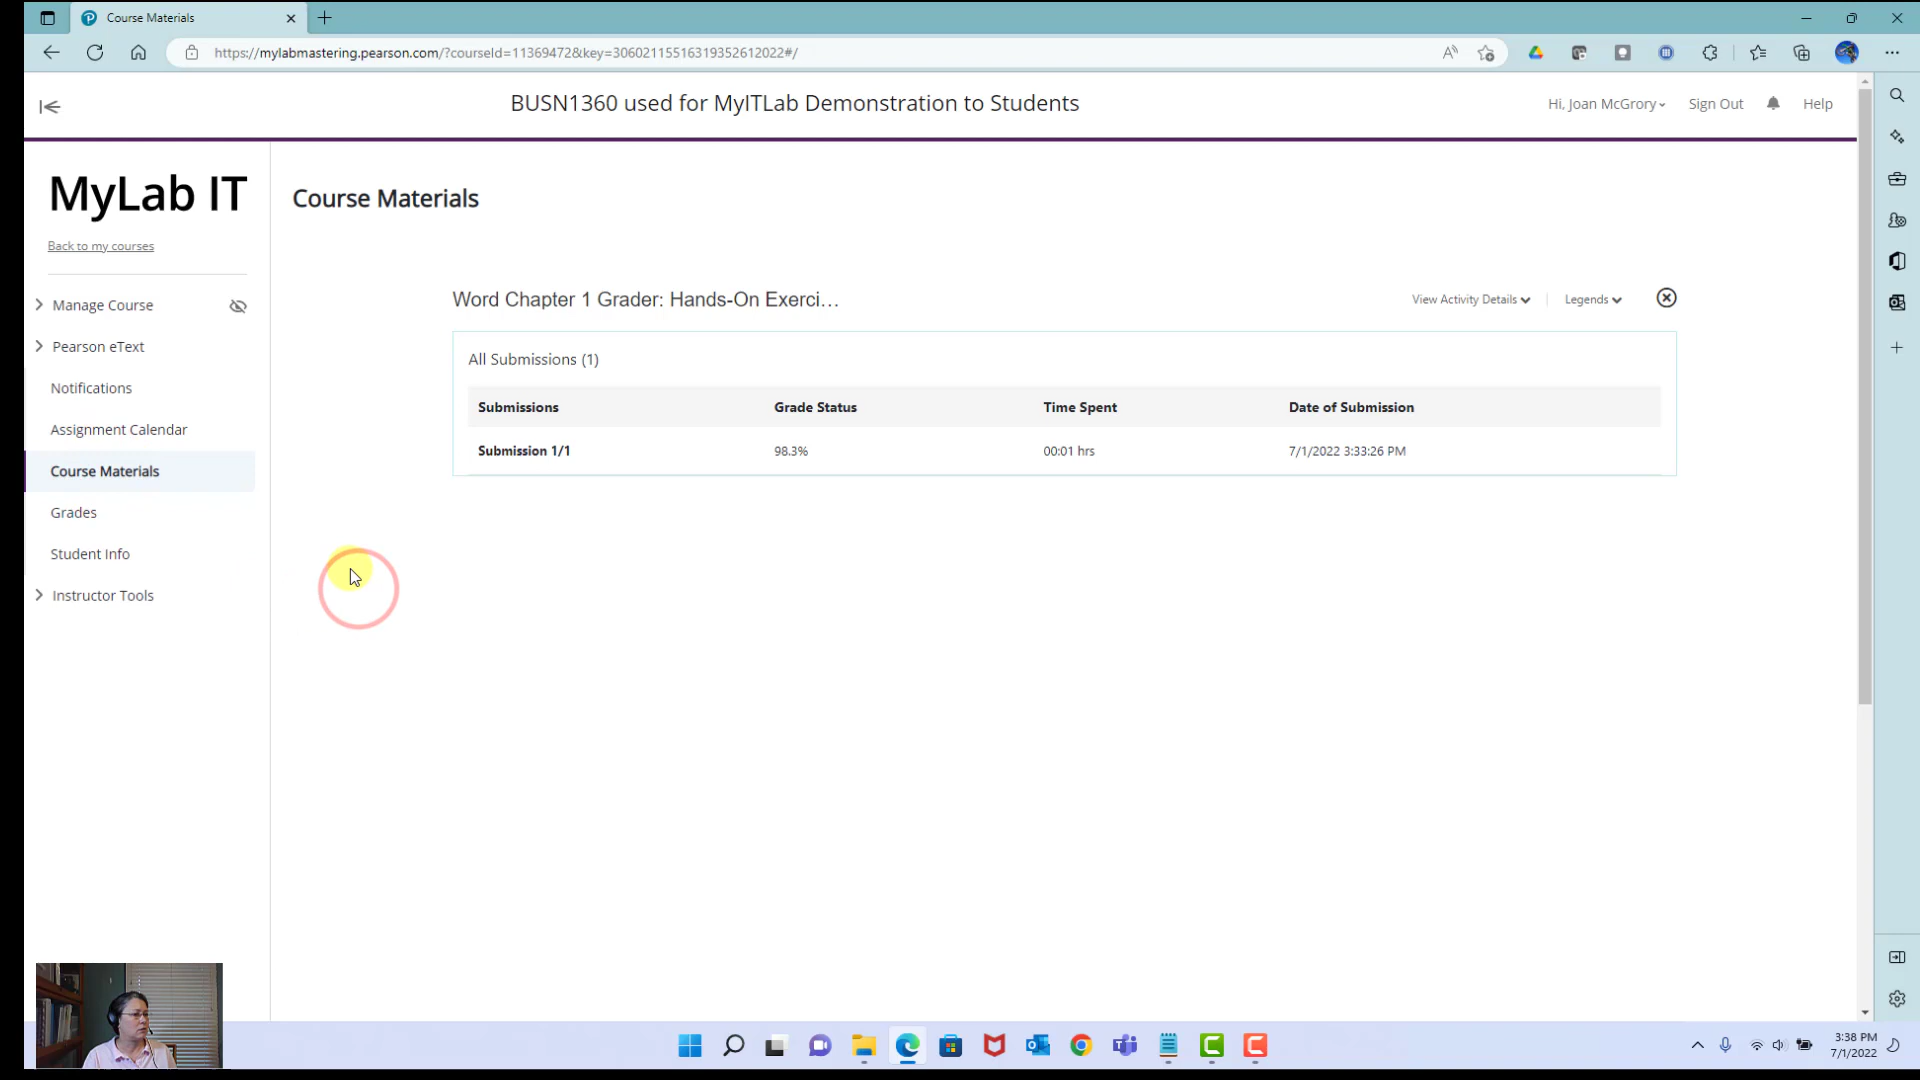 Course Materials
https://mylabmastering.pearson.com/?courseId=11369472&key=30602115516319352612022#/
BUSN1360 used for MyITLab Demonstration to Students
Hi, Joan McGrory
Sign Out
Help
MyLab IT
Back to my courses
Manage Course
Pearson eText
Notifications
Assignment Calendar
Course Materials
Grades
Student Info
Instructor Tools
Course Materials
Word Chapter 1 Grader: Hands-On Exerci...
View Activity Details
Legends
All Submissions (1)
Submissions Grade Status Time Spent Date of Submission
Submission 1/1 98.3% 00:01 hrs 7/1/2022 3:33:26 PM
3:38 PM
7/1/2022